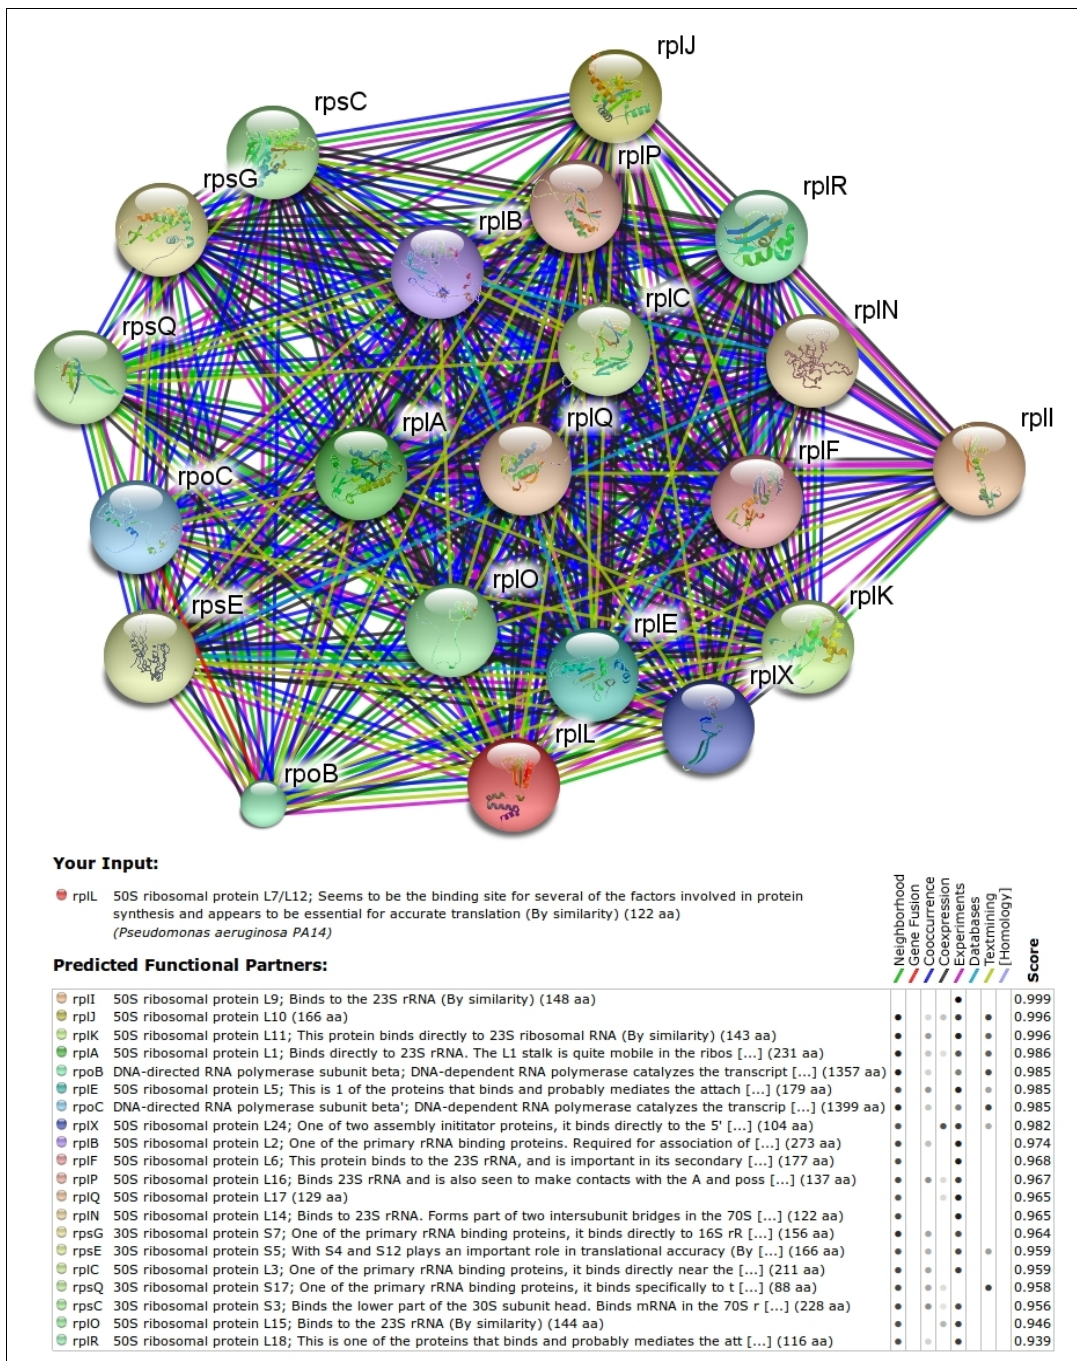 rplJ
rpsC
rplP
rpsG
rplR
rplB
rplC
rplN
rpsQ
rplA
rplQ
rplI
rplF
rpoC
rplO
rplK
rpsE
rplE
rplX
rplL
rpoB
Your Input:
rplL 50S ribosomal protein L7/L12; Seems to be the binding site for several of the factors involved in protein
synthesis and appears to be essential for accurate translation (By similarity) (122 aa)
(Pseudomonas aeruginosa PA14)
Neighborhood
Gene Fusion
Cooccurrence
Coexpression
Experiments
Databases
Textmining
[Homology]
Score
Predicted Functional Partners:
rplI 50S ribosomal protein L9; Binds to the 23S rRNA (By similarity) (148 aa) 0.999
rplJ 50S ribosomal protein L10 (166 aa) 0.996
rplK 50S ribosomal protein L11; This protein binds directly to 23S ribosomal RNA (By similarity) (143 aa) 0.996
rplA 50S ribosomal protein L1; Binds directly to 23S rRNA. The L1 stalk is quite mobile in the ribos [...] (231 aa) 0.986
rpoB DNA-directed RNA polymerase subunit beta; DNA-dependent RNA polymerase catalyzes the transcript [...] (1357 aa) 0.985
rplE 50S ribosomal protein L5; This is 1 of the proteins that binds and probably mediates the attach [...] (179 aa) 0.985
rpoC DNA-directed RNA polymerase subunit beta'; DNA-dependent RNA polymerase catalyzes the transcrip [...] (1399 aa) 0.985
rplX 50S ribosomal protein L24; One of two assembly inititator proteins, it binds directly to the 5' [...] (104 aa) 0.982
rplB 50S ribosomal protein L2; One of the primary rRNA binding proteins. Required for association of [...] (273 aa) 0.974
rplF 50S ribosomal protein L6; This protein binds to the 23S rRNA, and is important in its secondary [...] (177 aa) 0.968
rplP 50S ribosomal protein L16; Binds 23S rRNA and is also seen to make contacts with the A and poss [...] (137 aa) 0.967
rplQ 50S ribosomal protein L17 (129 aa) 0.965
rplN 50S ribosomal protein L14; Binds to 23S rRNA. Forms part of two intersubunit bridges in the 70S [...] (122 aa) 0.965
rpsG 30S ribosomal protein S7; One of the primary rRNA binding proteins, it binds directly to 16S rR [...] (156 aa) 0.964
rpsE 30S ribosomal protein S5; With S4 and S12 plays an important role in translational accuracy (By [...] (166 aa) 0.959
rplC 50S ribosomal protein L3; One of the primary rRNA binding proteins, it binds directly near the [...] (211 aa) 0.959
rpsQ 30S ribosomal protein S17; One of the primary rRNA binding proteins, it binds specifically to t [...] (88 aa) 0.958
rpsC 30S ribosomal protein S3; Binds the lower part of the 30S subunit head. Binds mRNA in the 70S r [...] (228 aa) 0.956
rplO 50S ribosomal protein L15; Binds to the 23S rRNA (By similarity) (144 aa) 0.946
rplR 50S ribosomal protein L18; This is one of the proteins that binds and probably mediates the att [...] (116 aa) 0.939